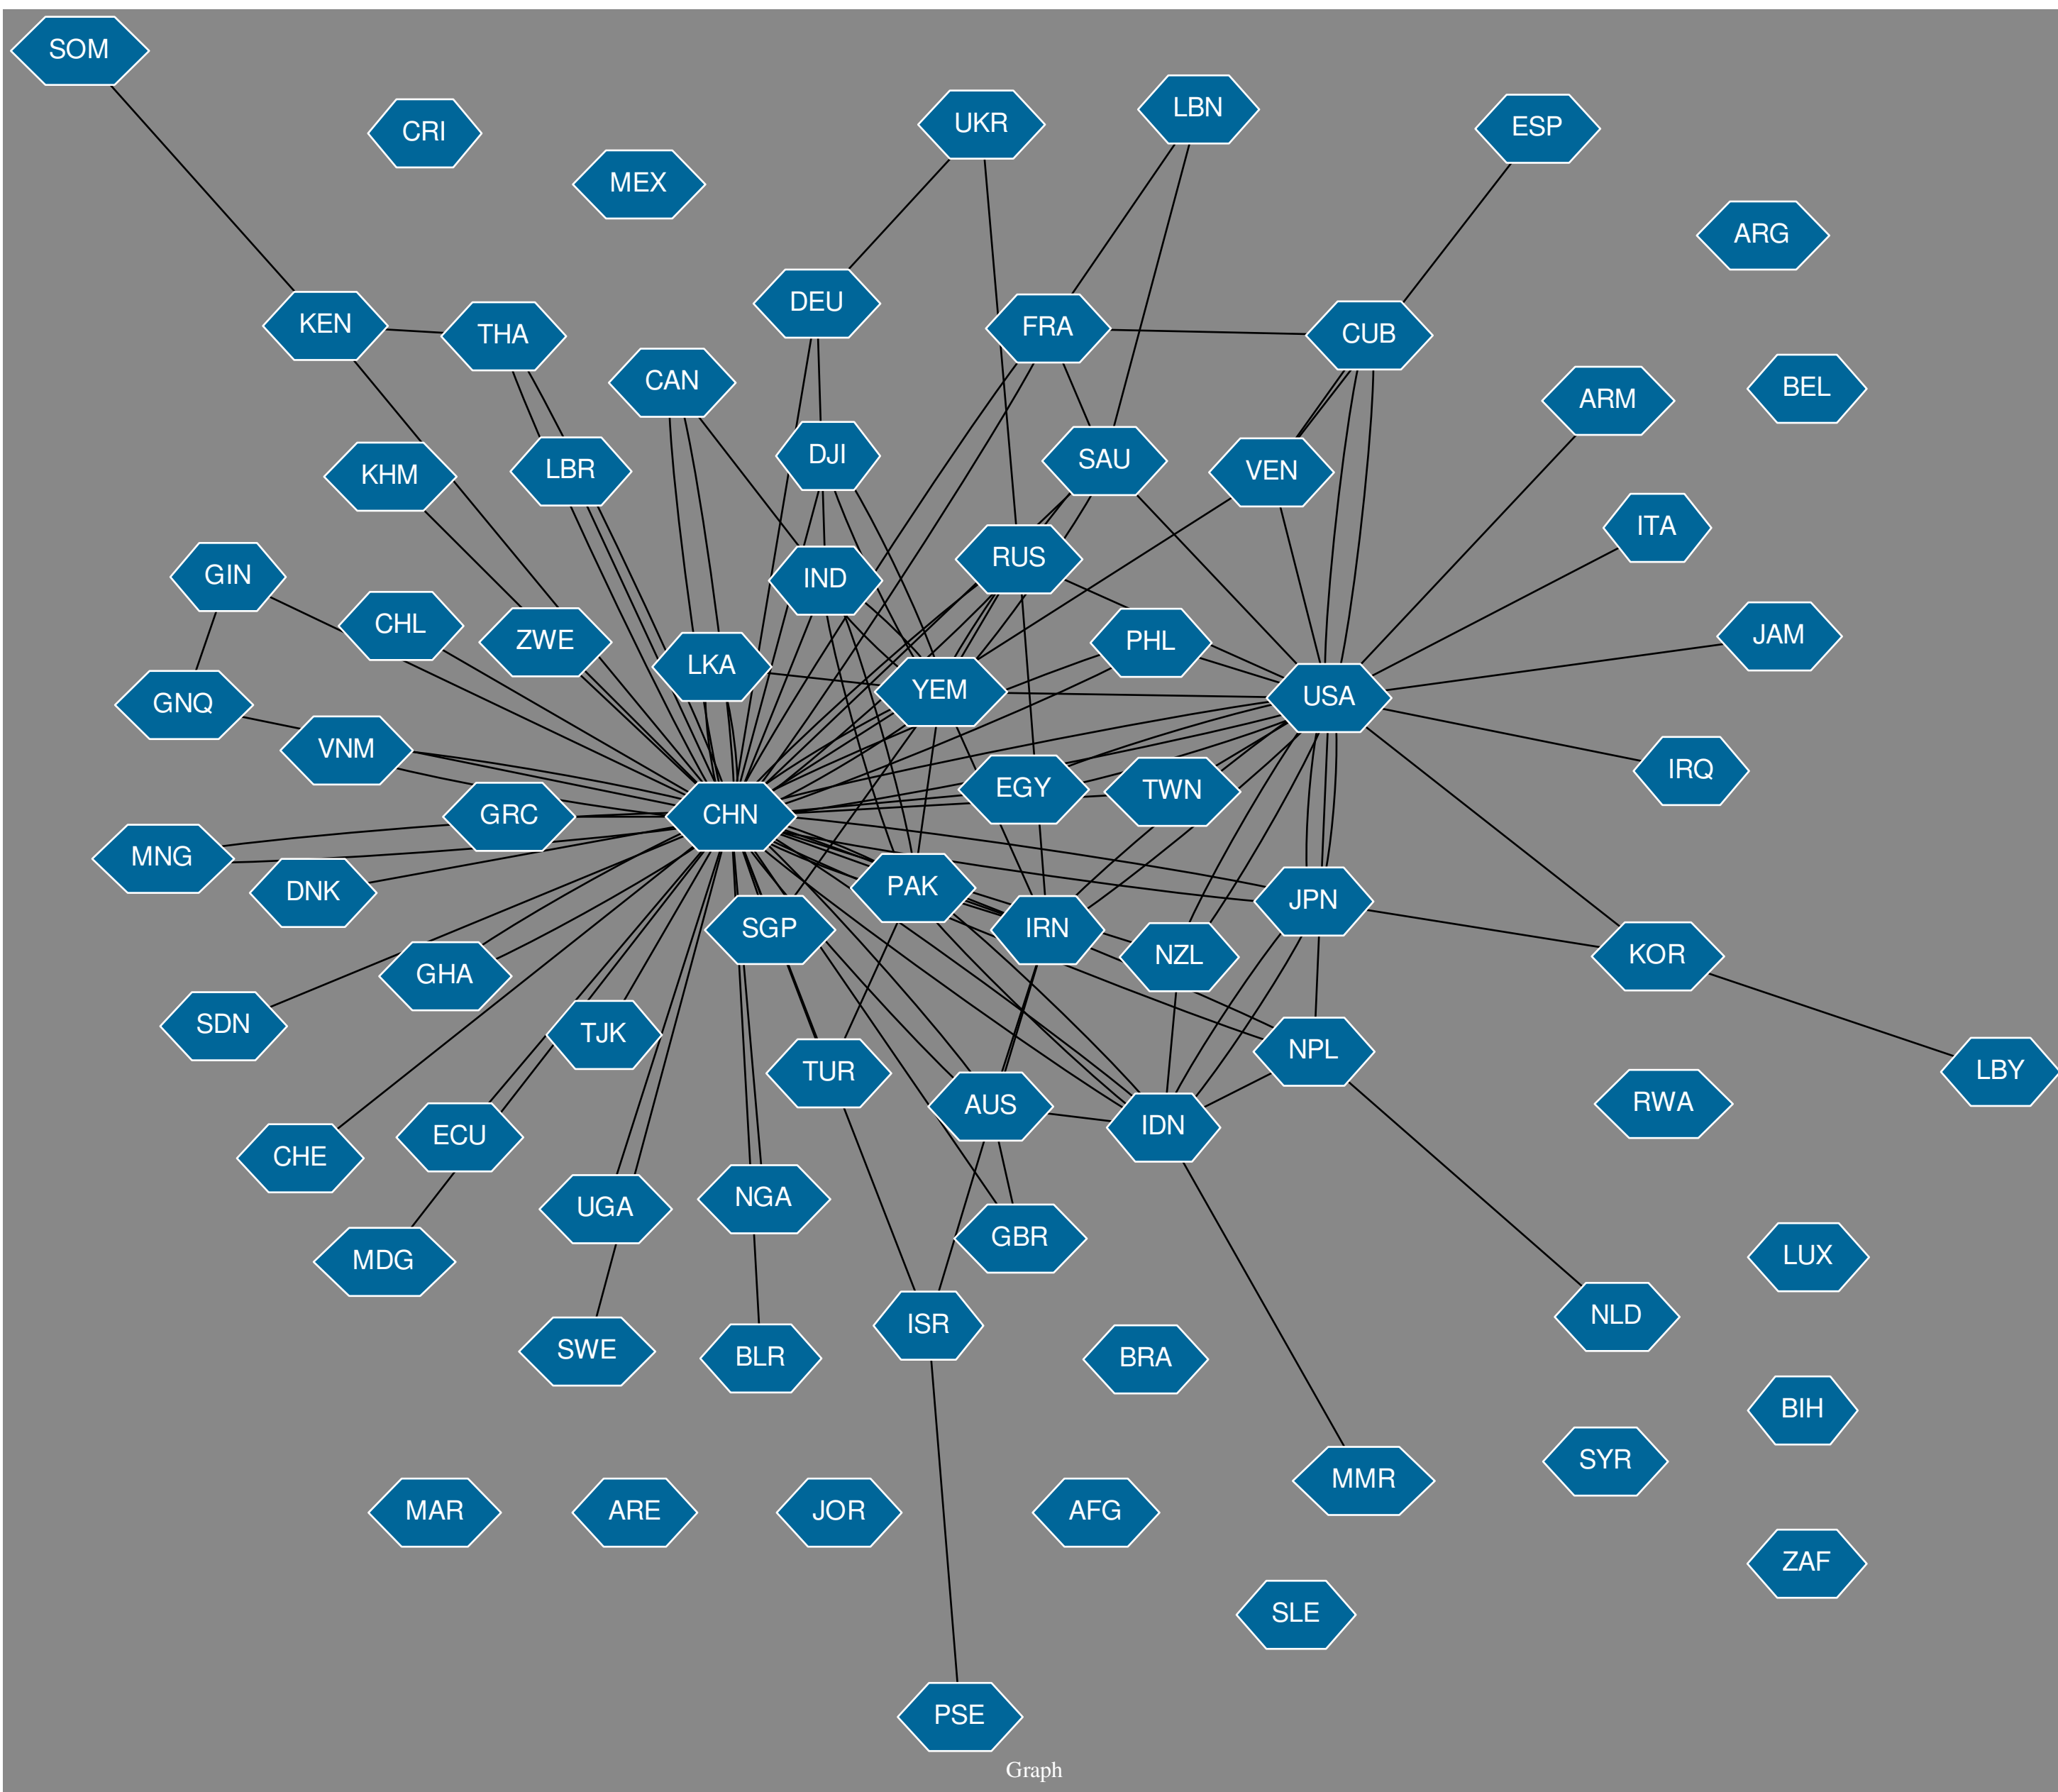 SOM
LBN
UKR
ESP
CRI
MEX
ARG
DEU
KEN
FRA
THA
CUB
CAN
BEL
ARM
DJI
SAU
LBR
VEN
KHM
ITA
RUS
GIN
IND
CHL
JAM
ZWE
PHL
LKA
YEM
USA
GNQ
VNM
IRQ
EGY
TWN
GRC
CHN
MNG
PAK
DNK
JPN
SGP
IRN
KOR
NZL
GHA
SDN
TJK
NPL
LBY
TUR
RWA
AUS
IDN
ECU
CHE
NGA
UGA
GBR
LUX
MDG
NLD
ISR
SWE
BLR
BRA
BIH
SYR
MMR
MAR
ARE
JOR
AFG
ZAF
SLE
PSE
Graph